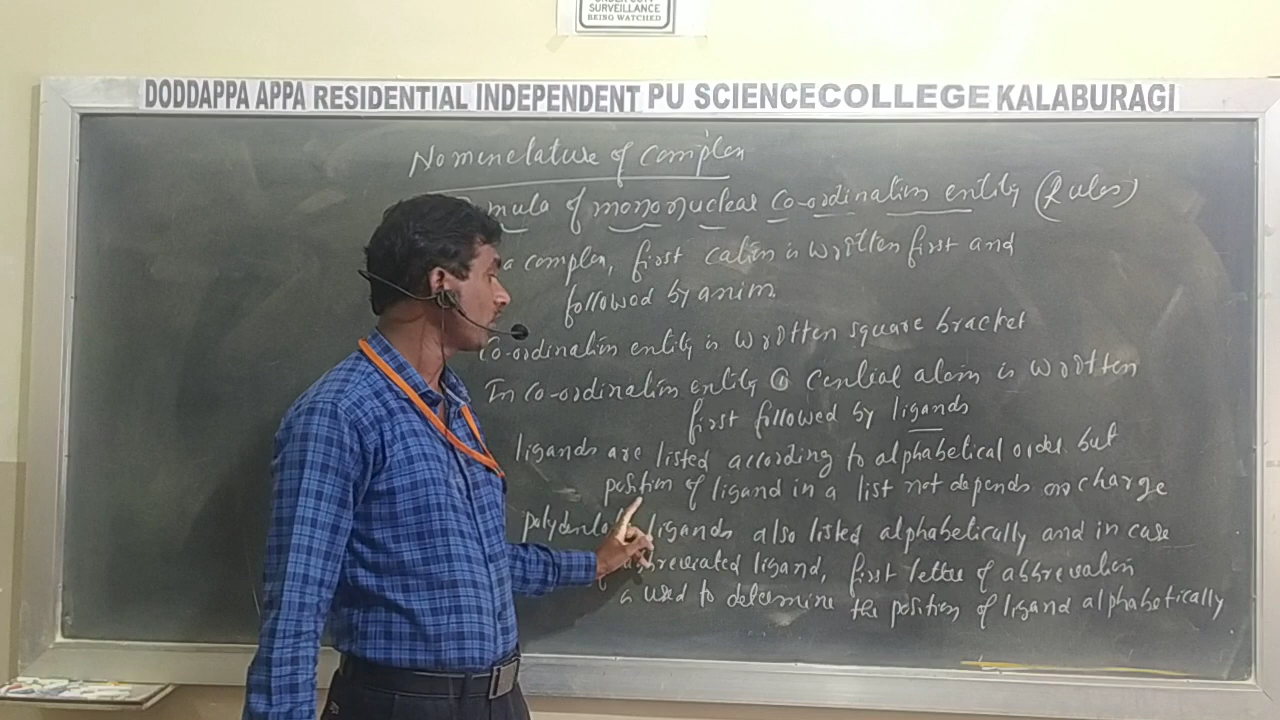 SURVEILLANCE
BEING WATCHED
DODDAPPA APPA RESIDENTIAL INDEPENDENT PU SCIENCECOLLEGE KALABURAGI
Nomenclature of complex
mula of mononuclear co-ordination entity (Rules)
a complex, first cation is written first and
followed by anion.
Co-ordination entity is written square bracket
In co-ordination entity central atom is written
first followed by ligands
ligands are listed according to alphabetical order but
position of ligand in a list not depends on charge
ligands also listed alphabetically and in case
ligand, first letter of abbrevation
is used to determine the position of ligand alphabetically